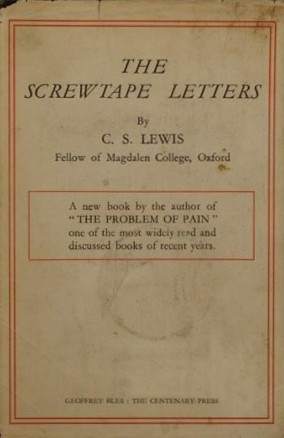 THE
SCREWTAPE LETTERS
By
C. S. LEWIS
Fellow of Magdalen College, Oxford
A new book by the author of
"THE PROBLEM OF PAIN"
one of the most widely read and
discussed books of recent years.
GEOFFREY BLES : THE CENTENARY PRESS